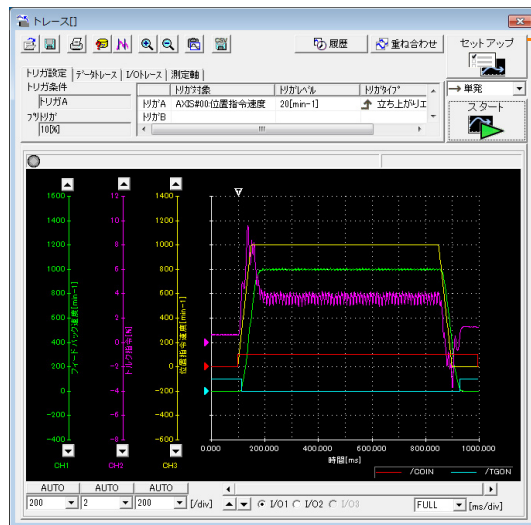 トレース[]
履歴
重ね合わせ
セットアップ
トリガ設定 データトレース I/Oトレース 測定軸
トリガ条件
トリガA
プリトリガ
10[%]
トリガ対象 トリガレベル トリガタイプ
トリガA AXIS#00:位置指令速度 20[min-1] 立ち上がりエ
トリガB
単発
スタート
1600 12 1400
1400 10 1200
1200 8 1000
1000 6 800
800 4 600
600 2 400
400 0 200
200 -2 0
0 -4 -200
-200 -6 -400
-400 -8 -600
フィードバック速度[min-1]
トルク指令[%]
位置指令速度[min-1]
CH1 CH2 CH3
0.000 200.000 400.000 600.000 800.000 1000.000
時間[ms]
/COIN /TGON
AUTO AUTO AUTO
200 2 200 [/div] I/O1 I/O2 I/O3 FULL [ms/div]